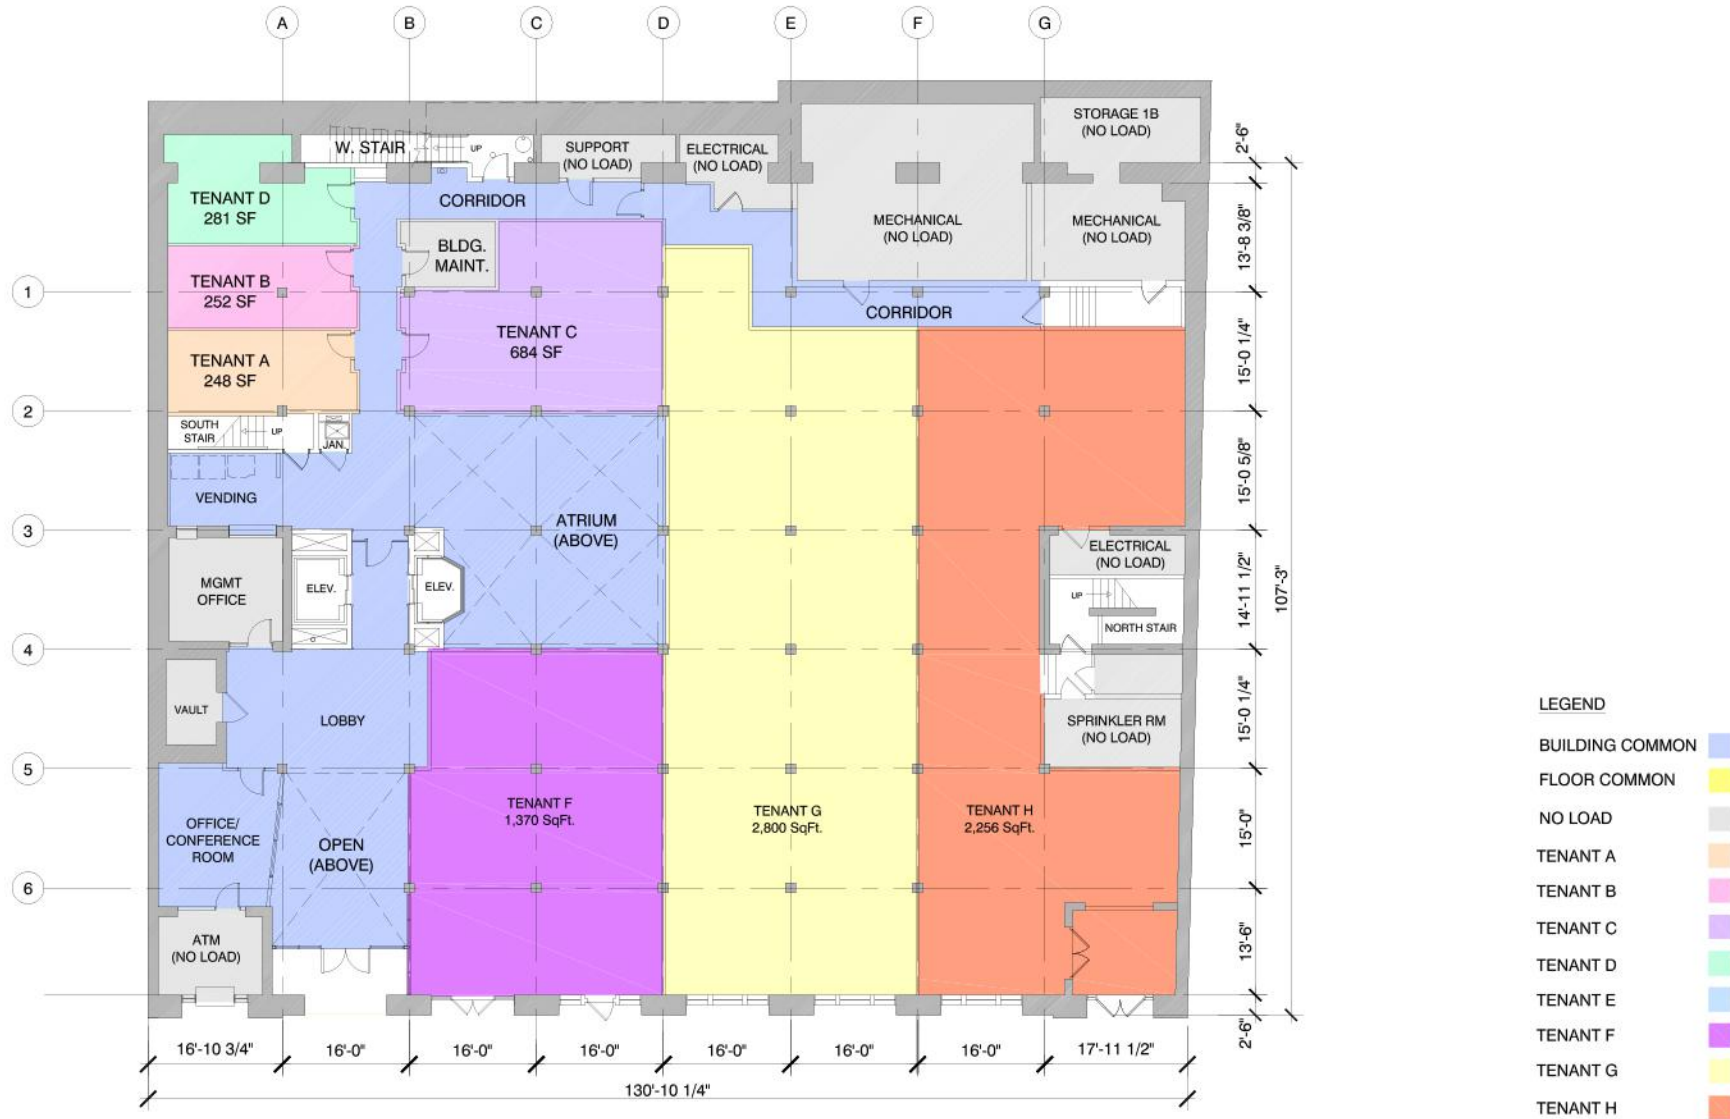 A
B
C
D
E
F
G
STORAGE 1B
(NO LOAD)
W. STAIR
UP
SUPPORT
(NO LOAD)
ELECTRICAL
(NO LOAD)
2'-6"
TENANT D
281 SF
CORRIDOR
MECHANICAL
(NO LOAD)
MECHANICAL
(NO LOAD)
13'-8 3/8"
BLDG.
MAINT.
TENANT B
252 SF
1
CORRIDOR
TENANT C
684 SF
15'-0 1/4"
TENANT A
248 SF
2
SOUTH
STAIR
UP
JAN.
15'-0 5/8"
VENDING
ATRIUM
(ABOVE)
3
ELECTRICAL
(NO LOAD)
MGMT
OFFICE
ELEV.
ELEV.
UP
14'-11 1/2"
107'-3"
NORTH STAIR
4
VAULT
LOBBY
SPRINKLER RM
(NO LOAD)
15'-0 1/4"
5
TENANT F
1,370 SqFt.
TENANT G
2,800 SqFt.
TENANT H
2,256 SqFt.
15'-0"
OFFICE/
CONFERENCE
ROOM
OPEN
(ABOVE)
6
ATM
(NO LOAD)
13'-6"
2'-6"
16'-10 3/4"
16'-0"
16'-0"
16'-0"
16'-0"
16'-0"
16'-0"
17'-11 1/2"
130'-10 1/4"
LEGEND
BUILDING COMMON
FLOOR COMMON
NO LOAD
TENANT A
TENANT B
TENANT C
TENANT D
TENANT E
TENANT F
TENANT G
TENANT H